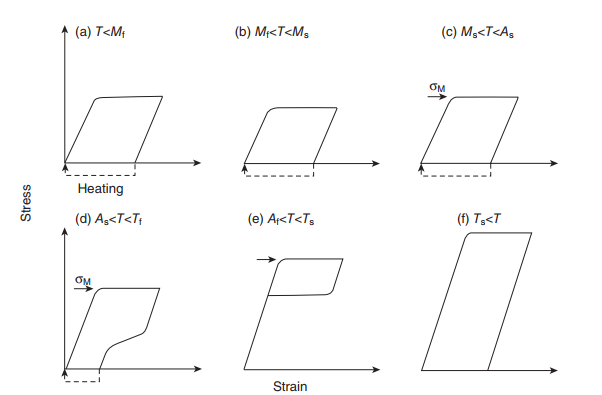 (a) T<Mf
(b) Mf<T<Ms
(c) Ms<T<As
σM
Heating
Stress
(d) As<T<Tf
(e) Af<T<Ts
(f) Ts<T
σM
Strain